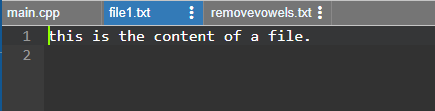 main.cpp file1.txt removevowels.txt
1 this is the content of a file.
2